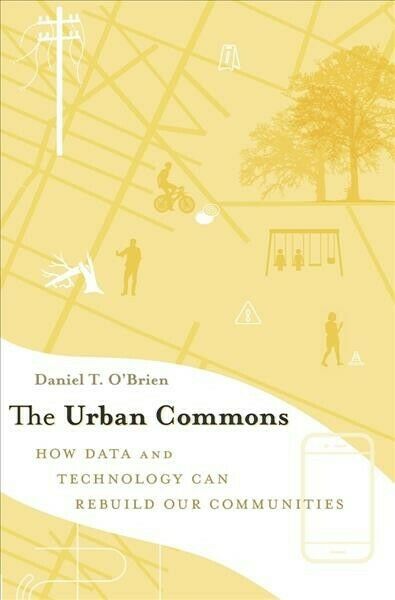 Daniel T. O'Brien
The Urban Commons
HOW DATA AND
TECHNOLOGY CAN
REBUILD OUR COMMUNITIES